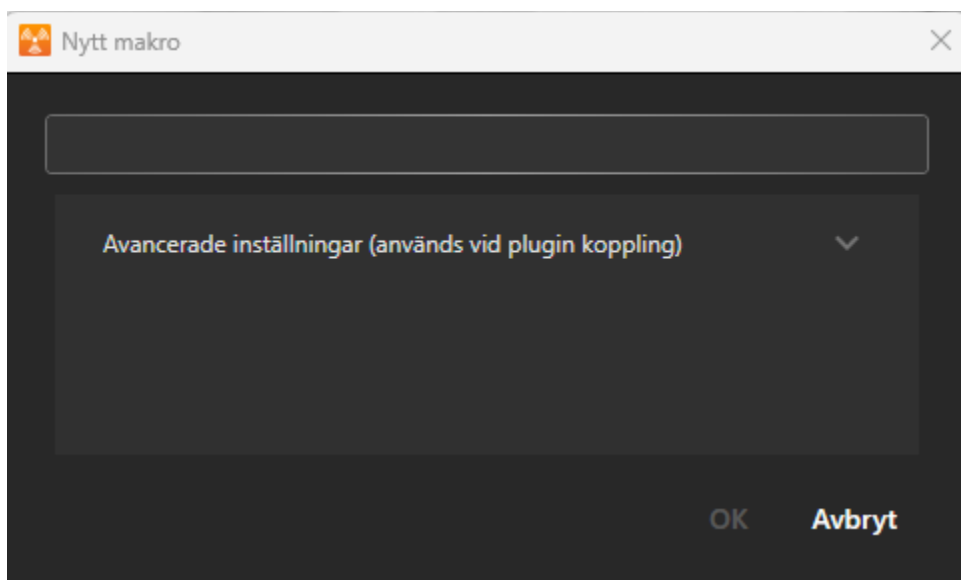 Nytt makro
Avancerade inställningar (används vid plugin koppling)
OK Avbryt